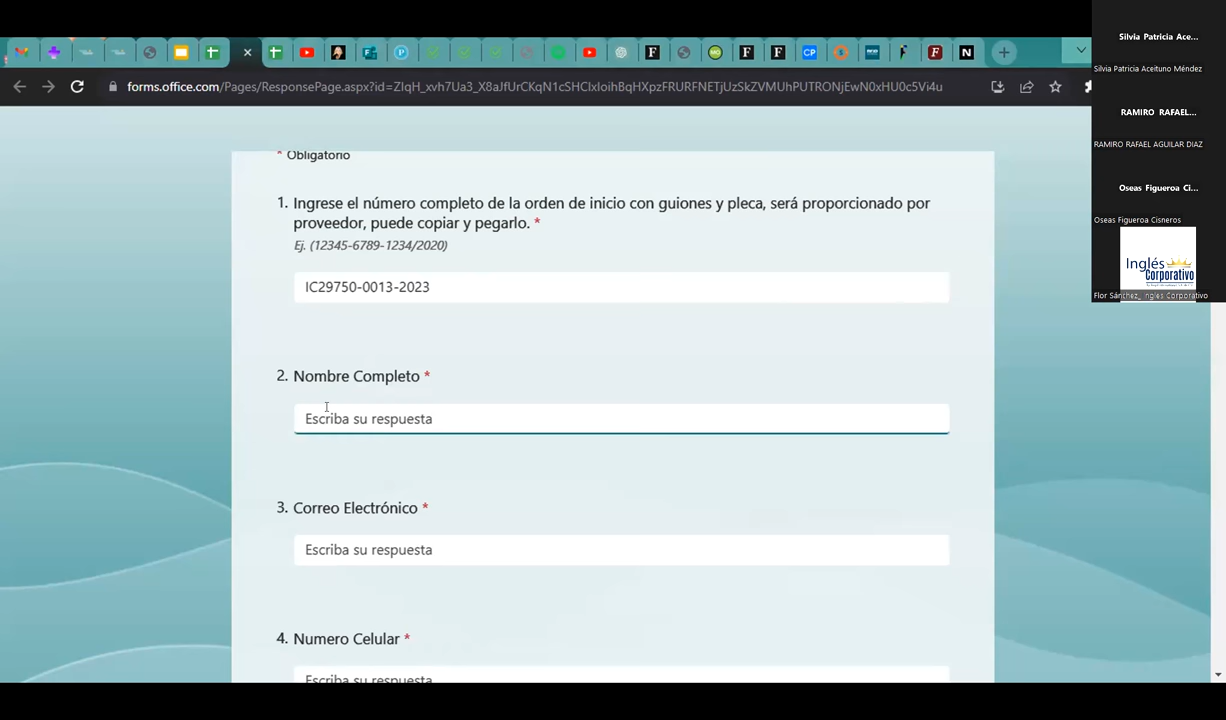 forms.office.com/Pages/ResponsePage.aspx?id=ZIqH_xvh7Ua3_X8aJfUrCKqN1cSHCIxIoihBqHXpzFRURFNETjUzSkZVMUhPUTRONjEwN0xHU0c5Vi4u
* Obligatorio
1. Ingrese el número completo de la orden de inicio con guiones y pleca, será proporcionado por
proveedor, puede copiar y pegarlo. *
Ej. (12345-6789-1234/2020)
IC29750-0013-2023
2. Nombre Completo *
Escriba su respuesta
3. Correo Electrónico *
Escriba su respuesta
4. Numero Celular *
Escriba su respuesta
Silvia Patricia Ace...
Silvia Patricia Aceituno Méndez
RAMIRO RAFAEL...
RAMIRO RAFAEL AGUILAR DIAZ
Oseas Figueroa Ci...
Oseas Figueroa Cisneros
Inglés
Corporativo
Flor Sánchez_ Inglés Corporativo